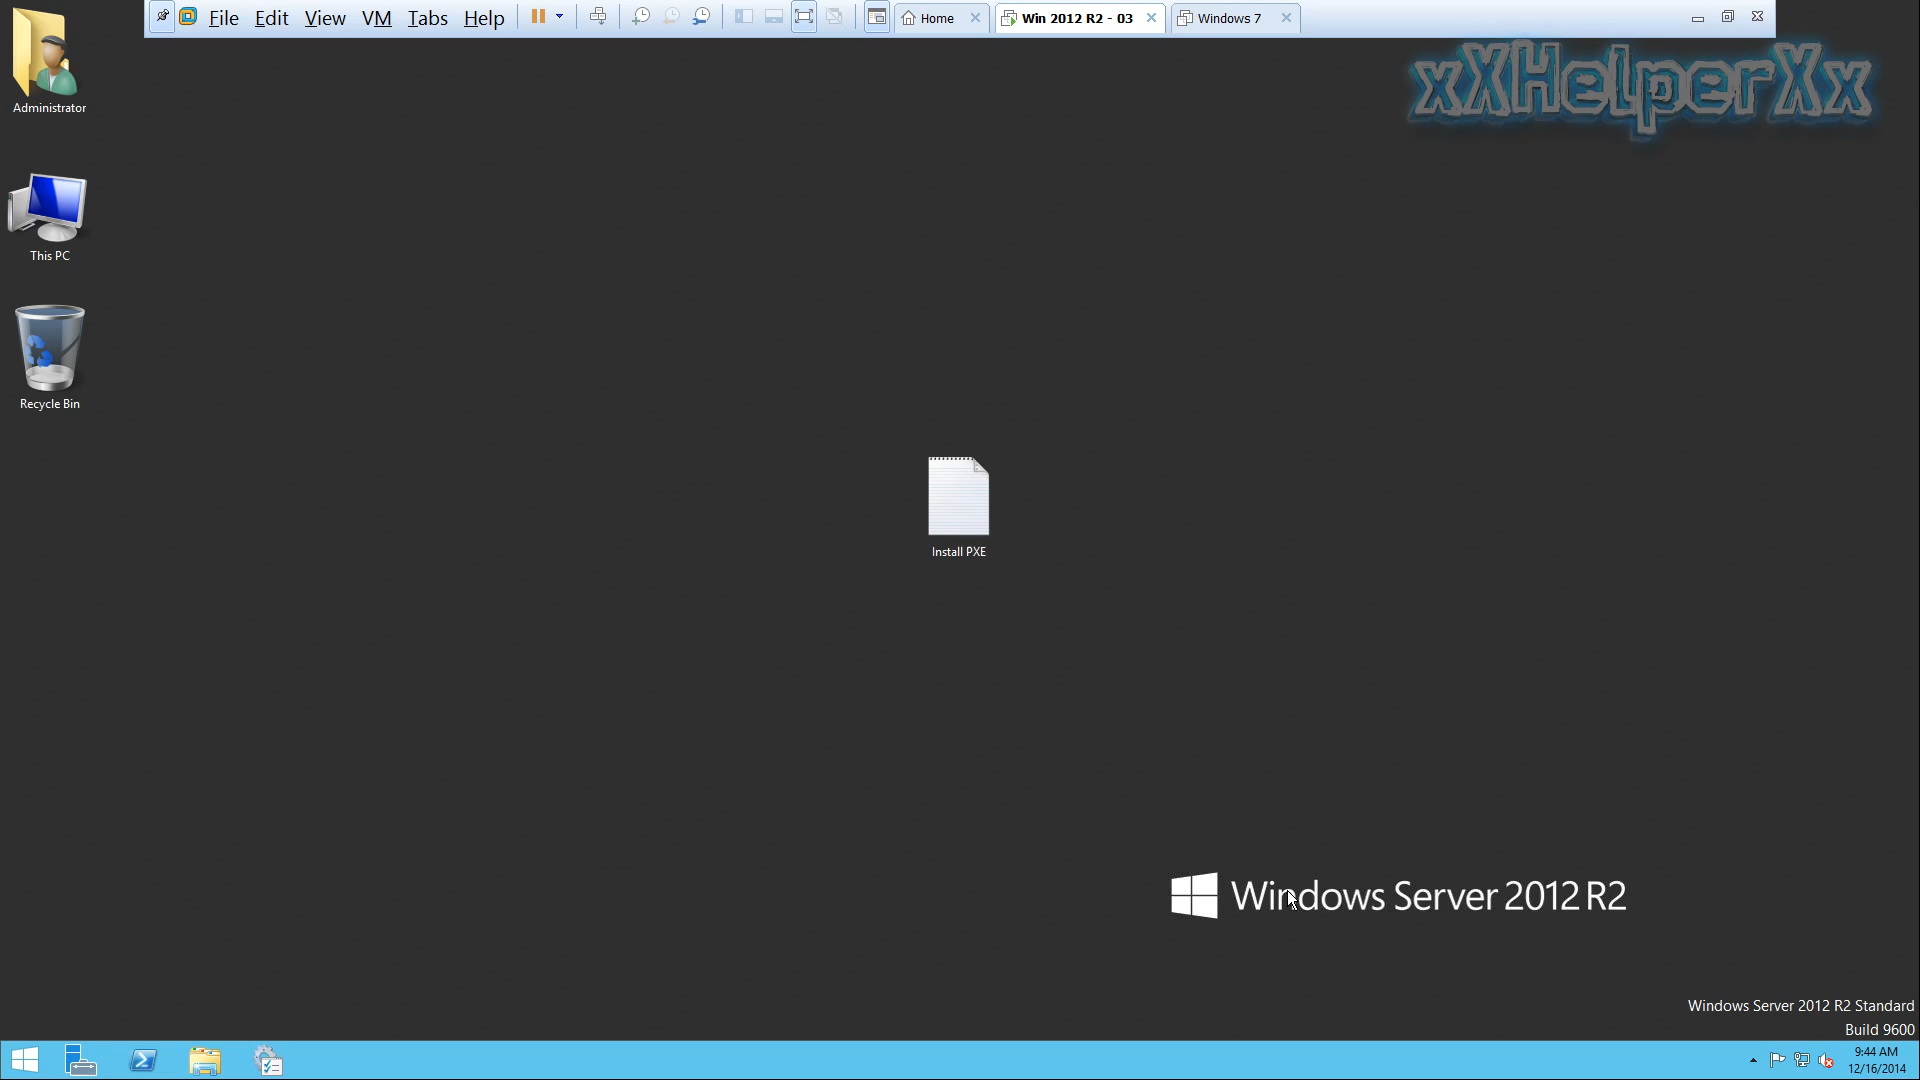 File Edit View VM Tabs Help Home Win 2012 R2 - 03 Windows 7
xXHelperXx
Administrator
This PC
Recycle Bin
Install PXE
Windows Server 2012 R2
Windows Server 2012 R2 Standard
Build 9600
9:44 AM
12/16/2014